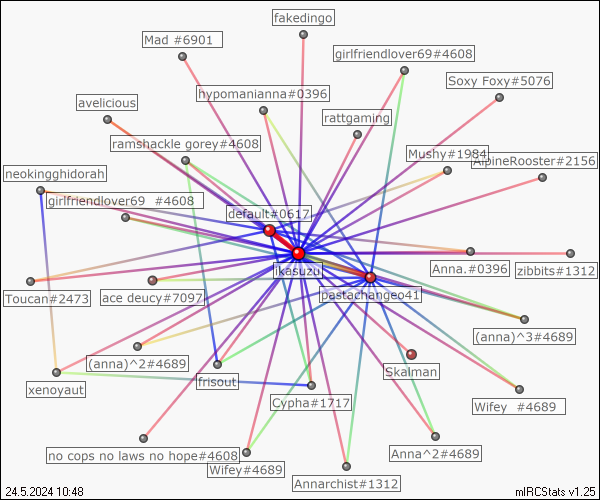 fakedingo
Mad #6901
girlfriendlover69#4608
Soxy Foxy#5076
hypomanianna#0396
avelicious
rattgaming
ramshackle gorey#4608
Mushy#1984
AlpineRooster#2156
neokingghidorah
girlfriendlover69 #4608
default#0617
ikasuzu
Anna.#0396
zibbits#1312
Toucan#2473
ace deucy#7097
pastachangeo41
(anna)^3#4689
(anna)^2#4689
Skalman
frisout
xenoyaut
Cypha#1717
Wifey #4689
no cops no laws no hope#4608
Anna^2#4689
Wifey#4689
Annarchist#1312
24.5.2024 10:48
mIRCStats v1.25